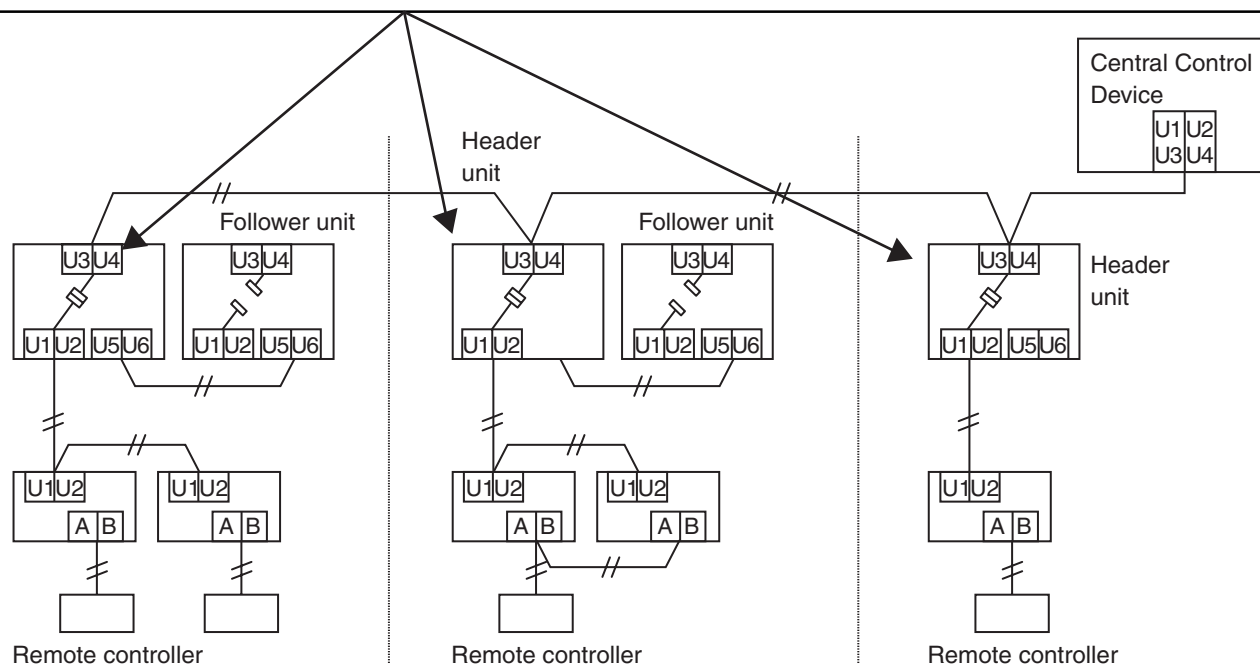 Central Control
Device
U1 U2
U3 U4
Header
unit
Follower unit
Follower unit
U3 U4
U3 U4
U3 U4
U3 U4
U3 U4
Header
unit
U1 U2 U5 U6
U1 U2 U5 U6
U1 U2
U1 U2 U5 U6
U1 U2 U5 U6
U1 U2
U1 U2
U1 U2
U1 U2
U1 U2
A B
A B
A B
A B
A B
Remote controller
Remote controller
Remote controller